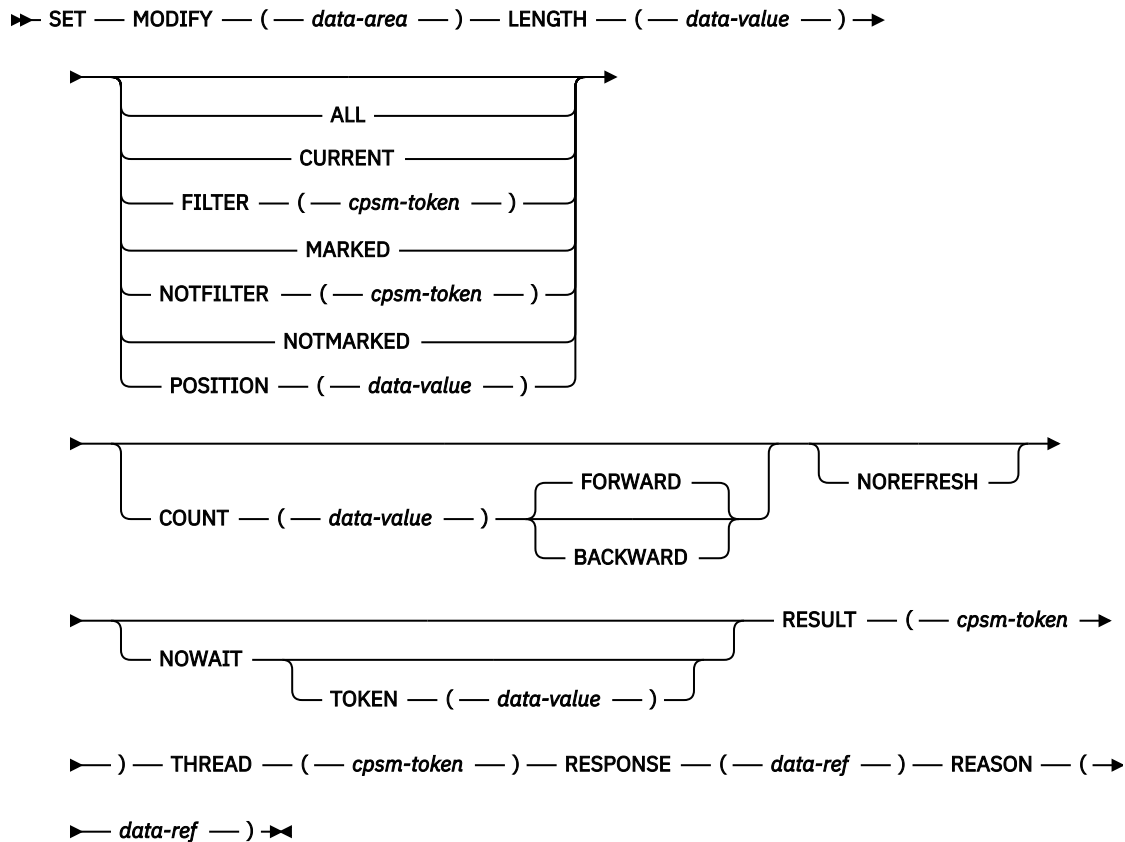 SET MODIFY ( data-area ) LENGTH ( data-value )
ALL
CURRENT
FILTER ( cpsm-token )
MARKED
NOTFILTER ( cpsm-token )
NOTMARKED
POSITION ( data-value )
FORWARD
NOREFRESH
COUNT ( data-value )
BACKWARD
RESULT ( cpsm-token
NOWAIT
TOKEN ( data-value )
) THREAD ( cpsm-token ) RESPONSE ( data-ref ) REASON (
data-ref )